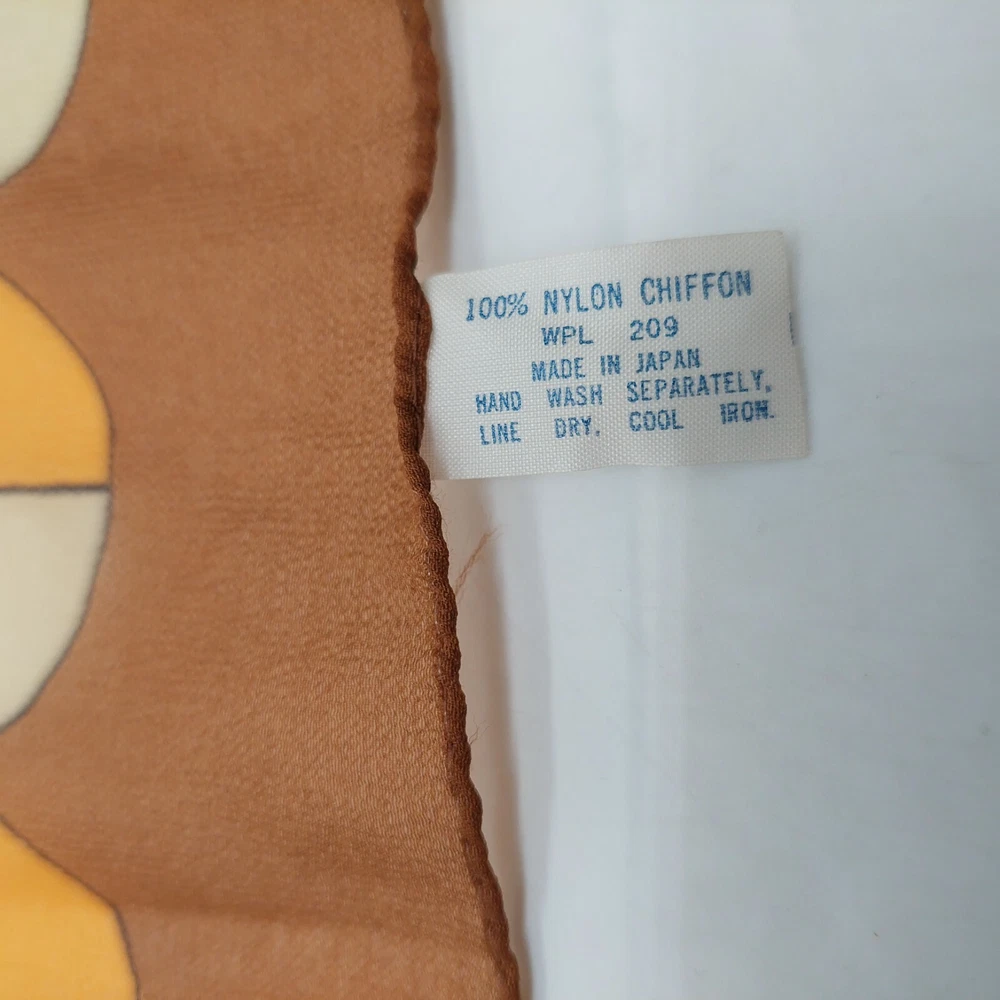 100% NYLON CHIFFON
WPL 209
MADE IN JAPAN
HAND WASH SEPARATELY,
LINE DRY, COOL IRON.